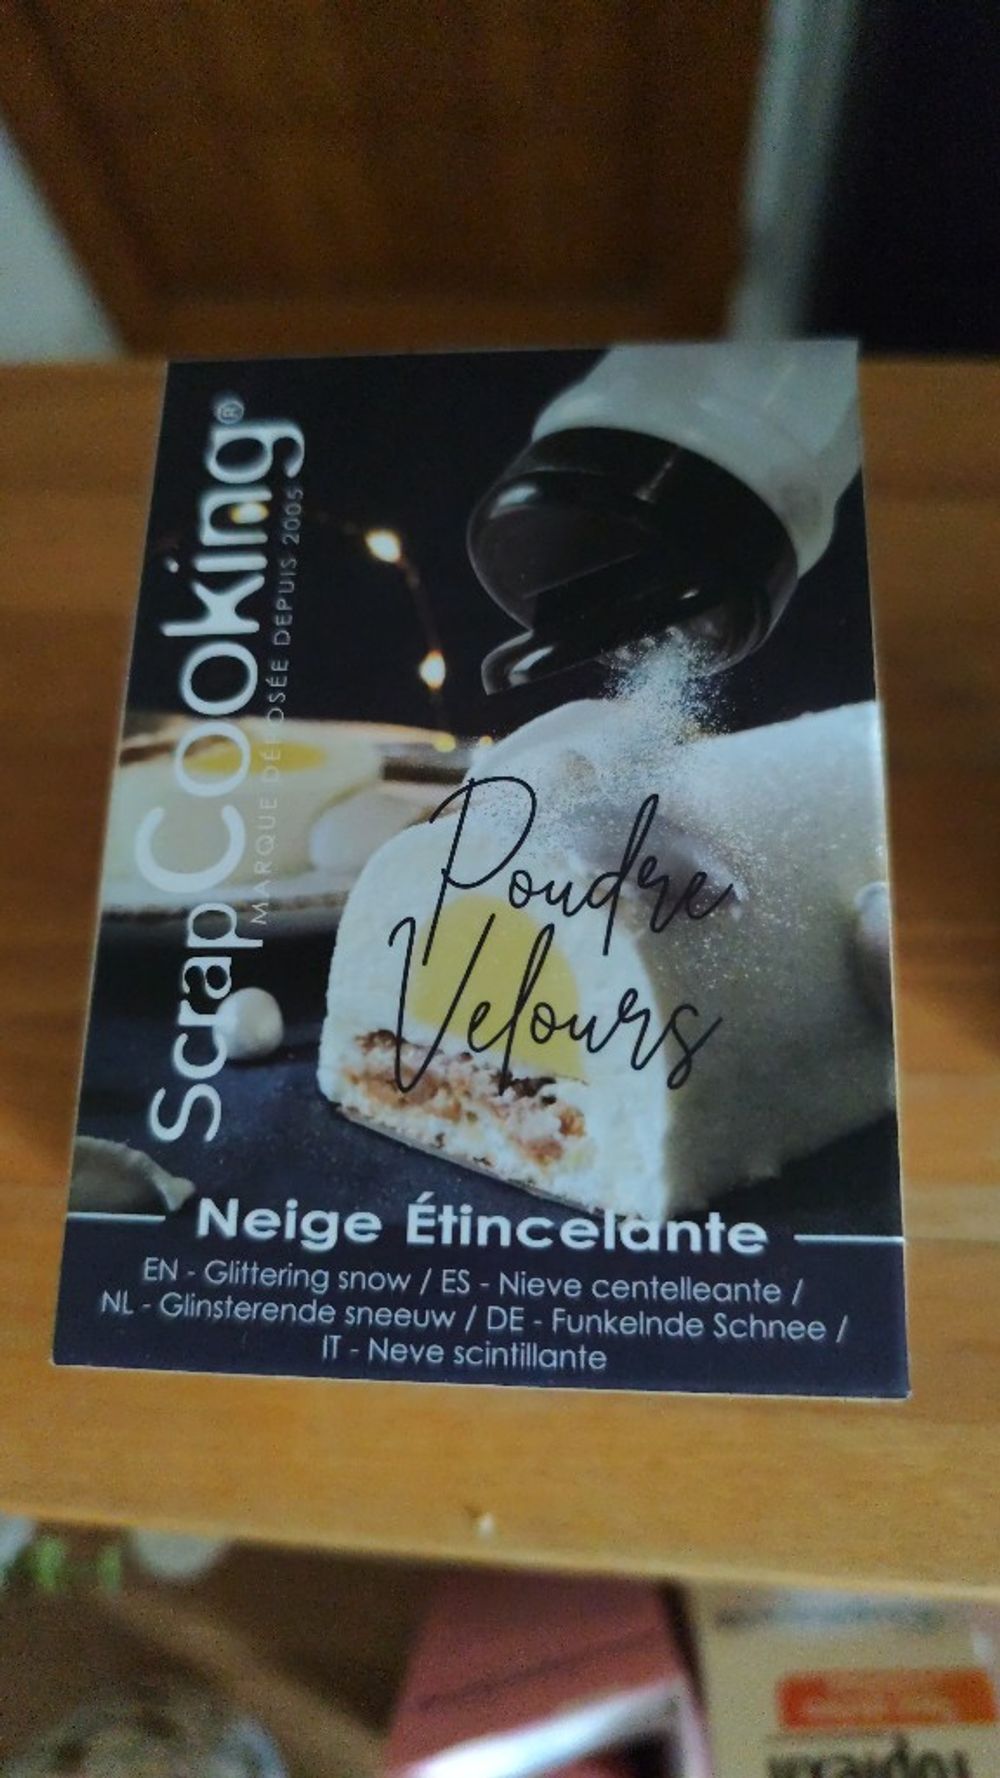 ScrapCooking®
MARQUE DÉPOSÉE DEPUIS 2005
Poudre
Velours
Neige Étincelante
EN - Glittering snow / ES - Nieve centelleante /
NL - Glinsterende sneeuw / DE - Funkelnde Schnee /
IT - Neve scintillante